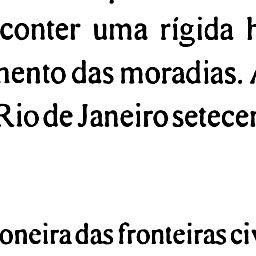 conter uma rígida h
mento das moradias. A
Rio de Janeiro setecen
oneira das fronteiras civ